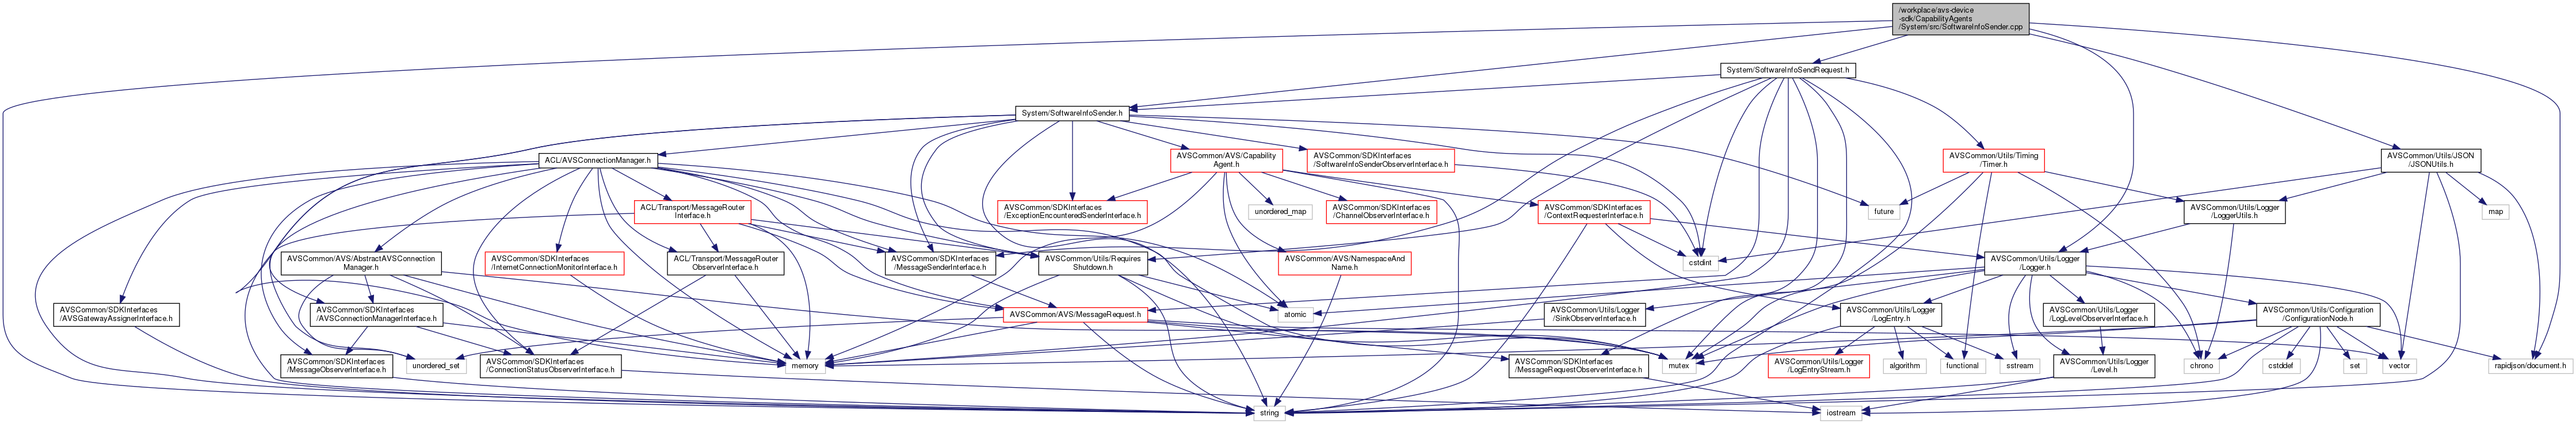 /workplace/avs-device
-sdk/CapabilityAgents
/System/src/SoftwareInfoSender.cpp
System/SoftwareInfoSendRequest.h
System/SoftwareInfoSender.h
ACL/AVSConnectionManager.h
AVSCommon/AVS/Capability
Agent.h
AVSCommon/SDKInterfaces
/SoftwareInfoSenderObserverInterface.h
AVSCommon/Utils/Timing
/Timer.h
AVSCommon/Utils/JSON
/JSONUtils.h
ACL/Transport/MessageRouter
Interface.h
AVSCommon/SDKInterfaces
/ExceptionEncounteredSenderInterface.h
unordered_map
AVSCommon/SDKInterfaces
/ChannelObserverInterface.h
AVSCommon/SDKInterfaces
/ContextRequesterInterface.h
future
AVSCommon/Utils/Logger
/LoggerUtils.h
map
AVSCommon/AVS/AbstractAVSConnection
Manager.h
AVSCommon/SDKInterfaces
/InternetConnectionMonitorInterface.h
ACL/Transport/MessageRouter
ObserverInterface.h
AVSCommon/SDKInterfaces
/MessageSenderInterface.h
AVSCommon/Utils/Requires
Shutdown.h
AVSCommon/AVS/NamespaceAnd
Name.h
cstdint
AVSCommon/Utils/Logger
/Logger.h
AVSCommon/SDKInterfaces
/AVSGatewayAssignerInterface.h
AVSCommon/SDKInterfaces
/AVSConnectionManagerInterface.h
AVSCommon/AVS/MessageRequest.h
atomic
AVSCommon/Utils/Logger
/SinkObserverInterface.h
AVSCommon/Utils/Logger
/LogEntry.h
AVSCommon/Utils/Logger
/LogLevelObserverInterface.h
AVSCommon/Utils/Configuration
/ConfigurationNode.h
AVSCommon/SDKInterfaces
/MessageObserverInterface.h
unordered_set
AVSCommon/SDKInterfaces
/ConnectionStatusObserverInterface.h
memory
AVSCommon/SDKInterfaces
/MessageRequestObserverInterface.h
mutex
AVSCommon/Utils/Logger
/LogEntryStream.h
algorithm
functional
sstream
AVSCommon/Utils/Logger
/Level.h
chrono
cstddef
set
vector
rapidjson/document.h
string
iostream